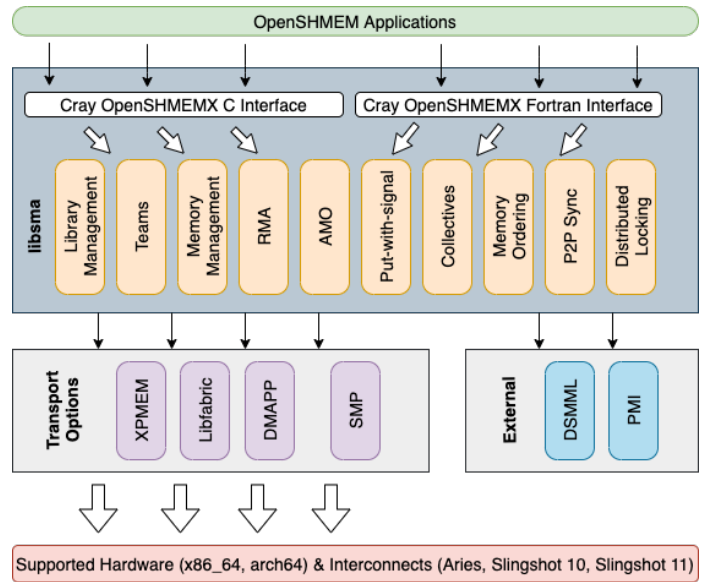 OpenSHMEM Applications
Cray OpenSHMEMX C Interface
Cray OpenSHMEMX Fortran Interface
libsma
Library
Management
Teams
Memory
Management
RMA
AMO
Put-with-signal
Collectives
Memory
Ordering
P2P Sync
Distributed
Locking
Transport
Options
XPMEM
Libfabric
DMAPP
SMP
External
DSMML
PMI
Supported Hardware (x86_64, arch64) & Interconnects (Aries, Slingshot 10, Slingshot 11)